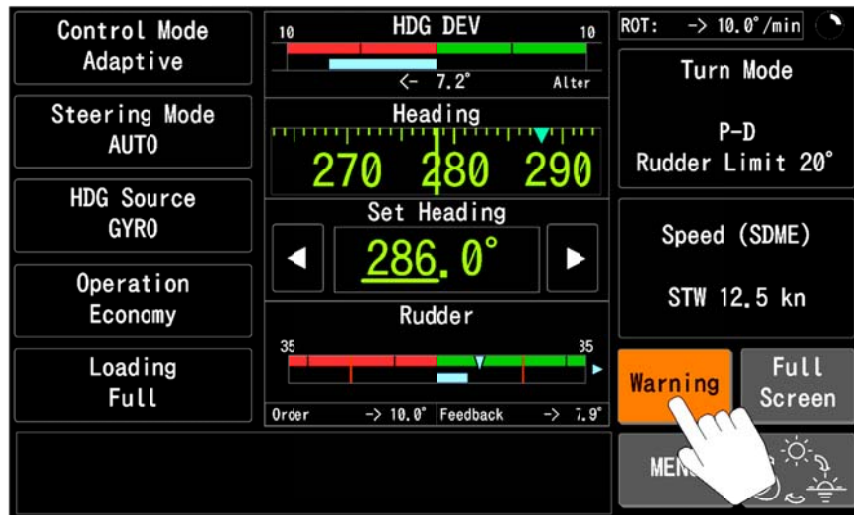 Control Mode
Adaptive
Steering Mode
AUTO
HDG Source
GYRO
Operation
Economy
Loading
Full
HDG DEV
10 10
<- 7.2° Alter
Heading
270 280 290
Set Heading
286.0°
Rudder
35 35
Order -> 10.0° Feedback -> 7.9°
ROT: -> 10.0°/min
Turn Mode
P-D
Rudder Limit 20°
Speed (SDME)
STW 12.5 kn
Warning
Full
Screen